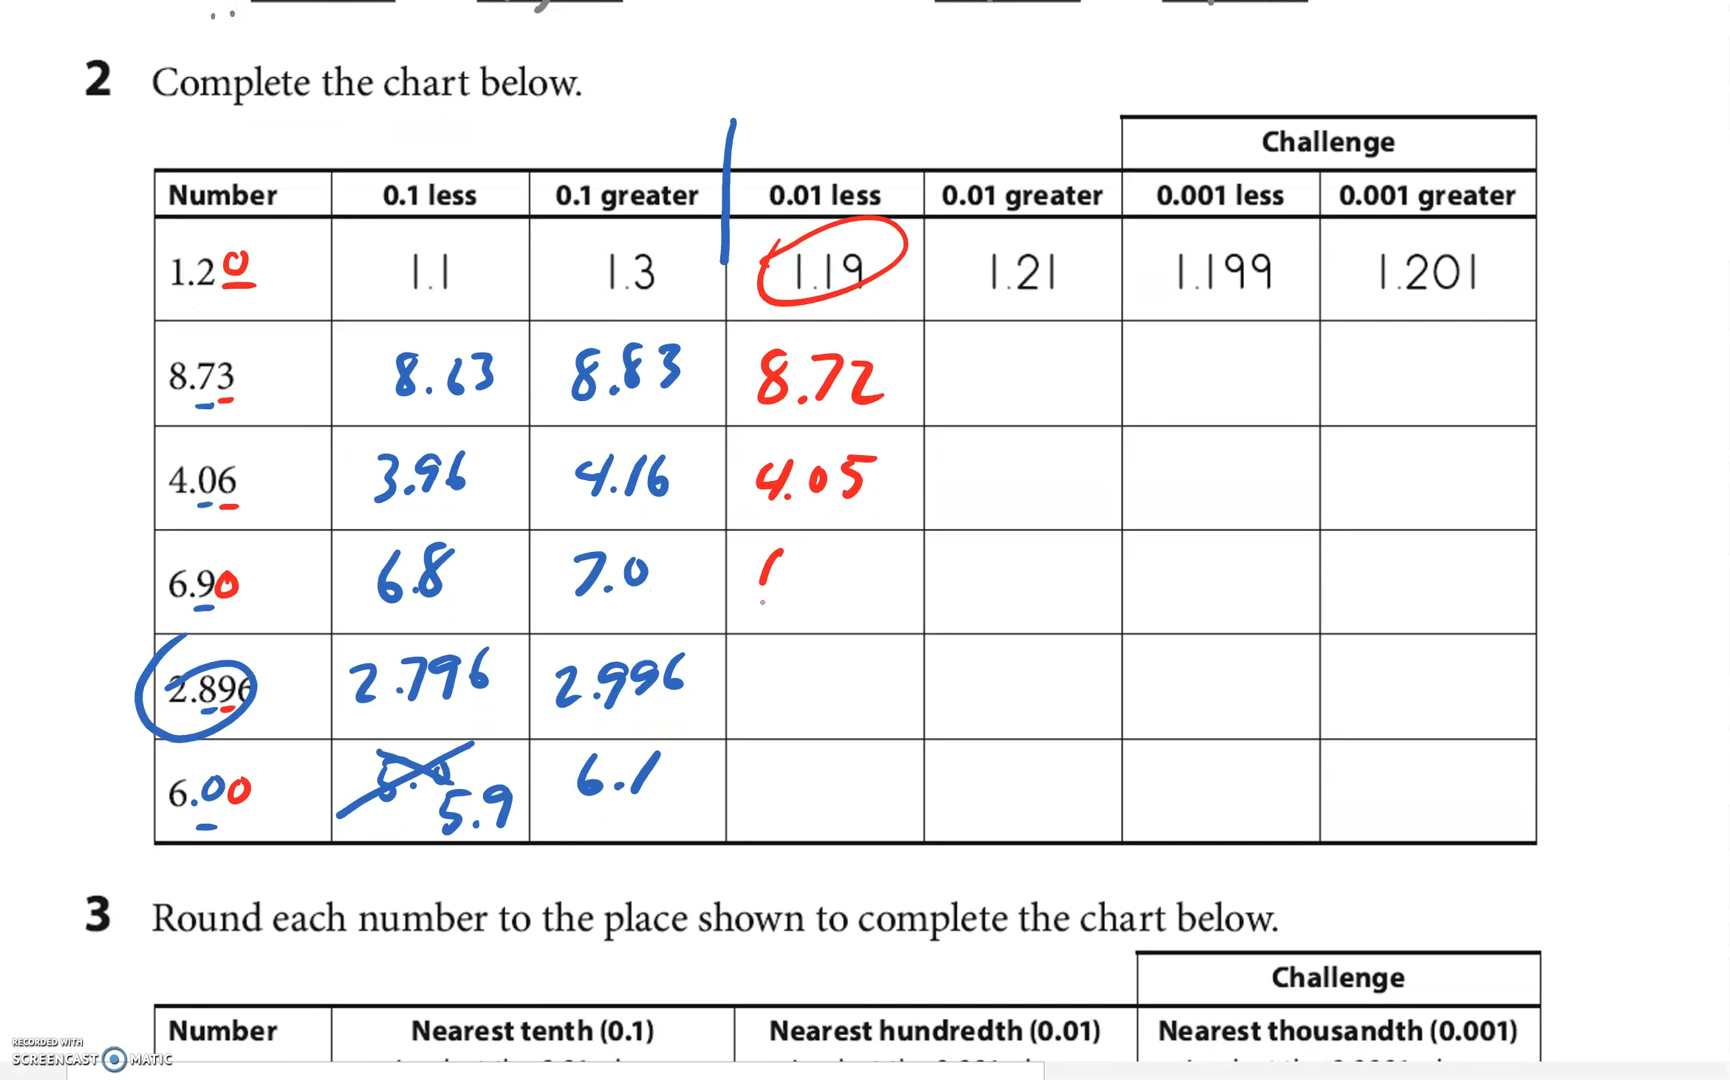 2 Complete the chart below.
Challenge
Number 0.1 less 0.1 greater 0.01 less 0.01 greater 0.001 less 0.001 greater
1.20 1.1 1.3 1.19 1.21 1.199 1.201
8.73 8.63 8.83 8.72
4.06 3.96 4.16 4.05
6.90 6.8 7.0
2.896 2.796 2.996
6.00 5.9 6.1
3 Round each number to the place shown to complete the chart below.
Challenge
Number Nearest tenth (0.1) Nearest hundredth (0.01) Nearest thousandth (0.001)
RECORDED WITH
SCREENCAST MATIC